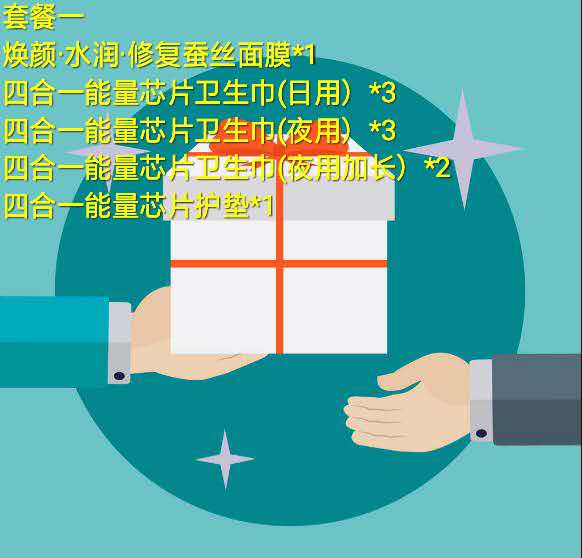 套餐一
焕颜·水润·修复蚕丝面膜*1
四合一能量芯片卫生巾(日用）*3
四合一能量芯片卫生巾(夜用）*3
四合一能量芯片卫生巾(夜用加长）*2
四合一能量芯片护垫*1